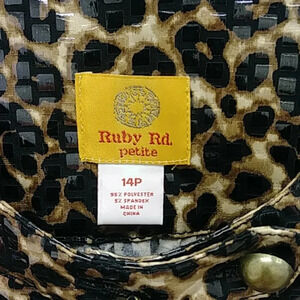 Ruby Rd.
petite
14P
95% POLYESTER
5% SPANDEX
MADE IN
CHINA